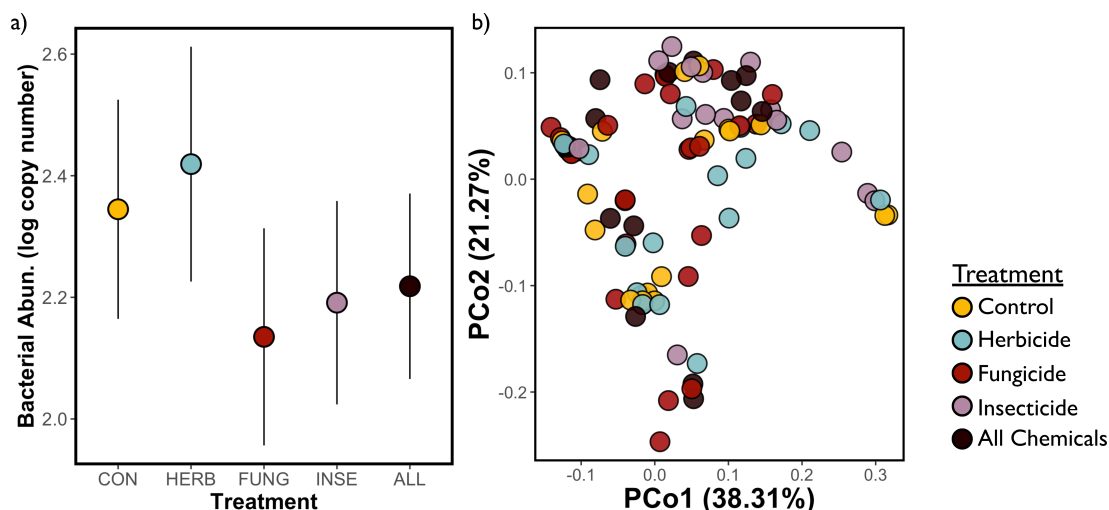 a)
Bacterial Abun. (log copy number)
2.6
2.4
2.2
2.0
CON HERB FUNG INSE ALL
Treatment
b)
PCo2 (21.27%)
0.1
0.0
-0.1
-0.2
-0.1 0.0 0.1 0.2 0.3
PCo1 (38.31%)
Treatment
Control
Herbicide
Fungicide
Insecticide
All Chemicals